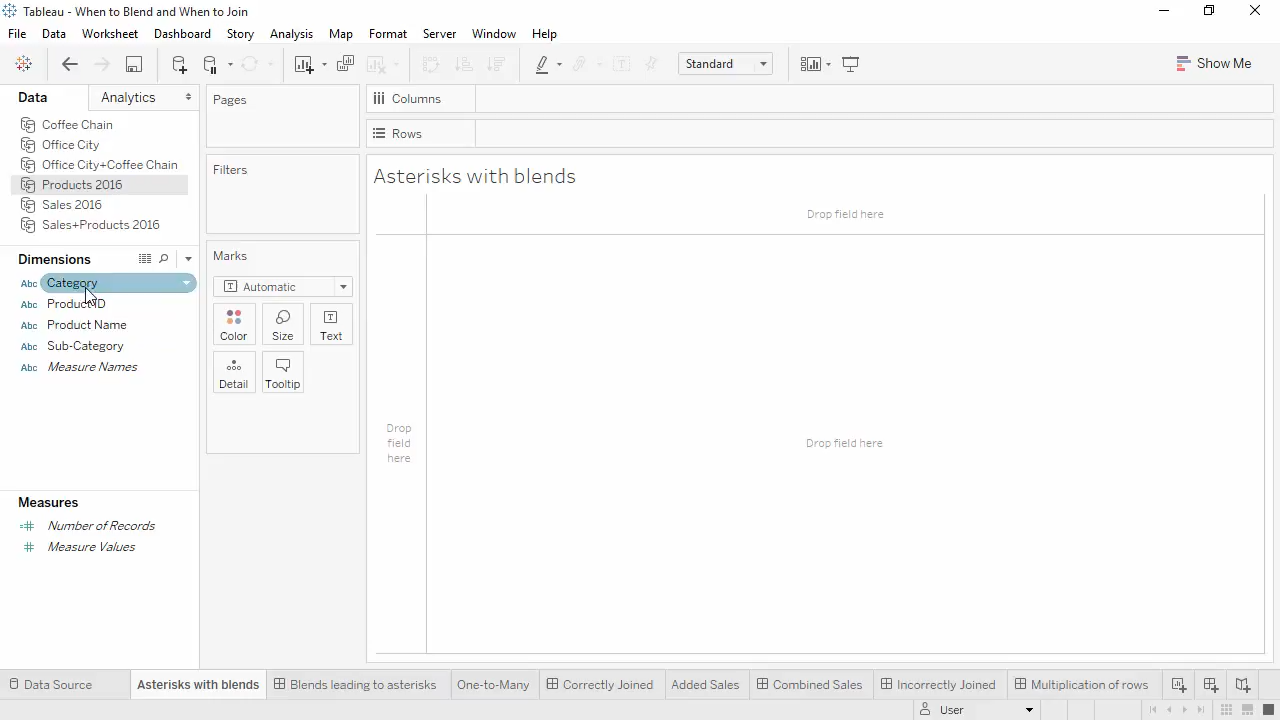 Tableau - When to Blend and When to Join
File Data Worksheet Dashboard Story Analysis Map Format Server Window Help
Standard
Show Me
Data Analytics
Coffee Chain
Office City
Office City+Coffee Chain
Products 2016
Sales 2016
Sales+Products 2016
Dimensions
Abc Category
Abc Product ID
Abc Product Name
Abc Sub-Category
Abc Measure Names
Measures
Number of Records
Measure Values
Pages
Filters
Marks
Automatic
Color Size Text
Detail Tooltip
Columns
Rows
Asterisks with blends
Drop field here
Drop
field
here
Drop field here
Data Source Asterisks with blends Blends leading to asterisks One-to-Many Correctly Joined Added Sales Combined Sales Incorrectly Joined Multiplication of rows
User